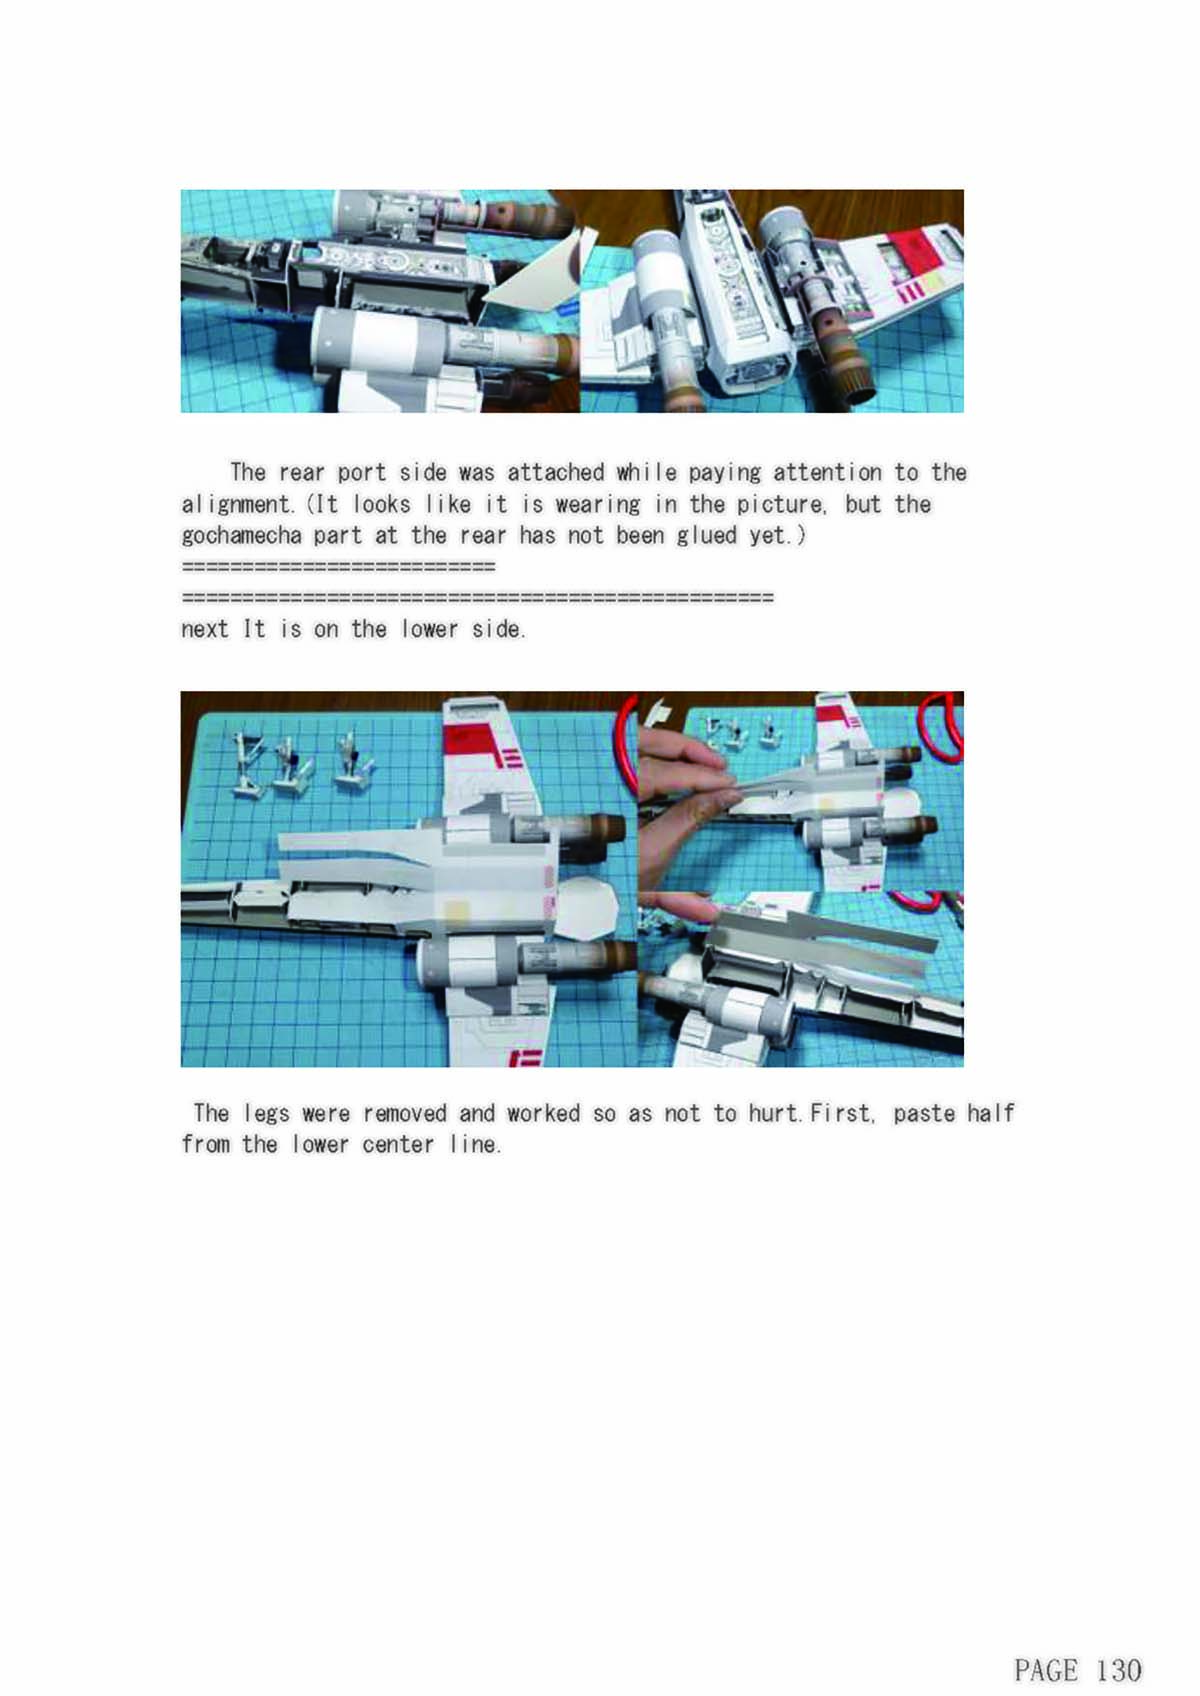 The rear port side was attached while paying attention to the
alignment.(It looks like it is wearing in the picture, but the
gochamecha part at the rear has not been glued yet.)
==========================
=================================================
next It is on the lower side.
The legs were removed and worked so as not to hurt.First, paste half
from the lower center line.
PAGE 130